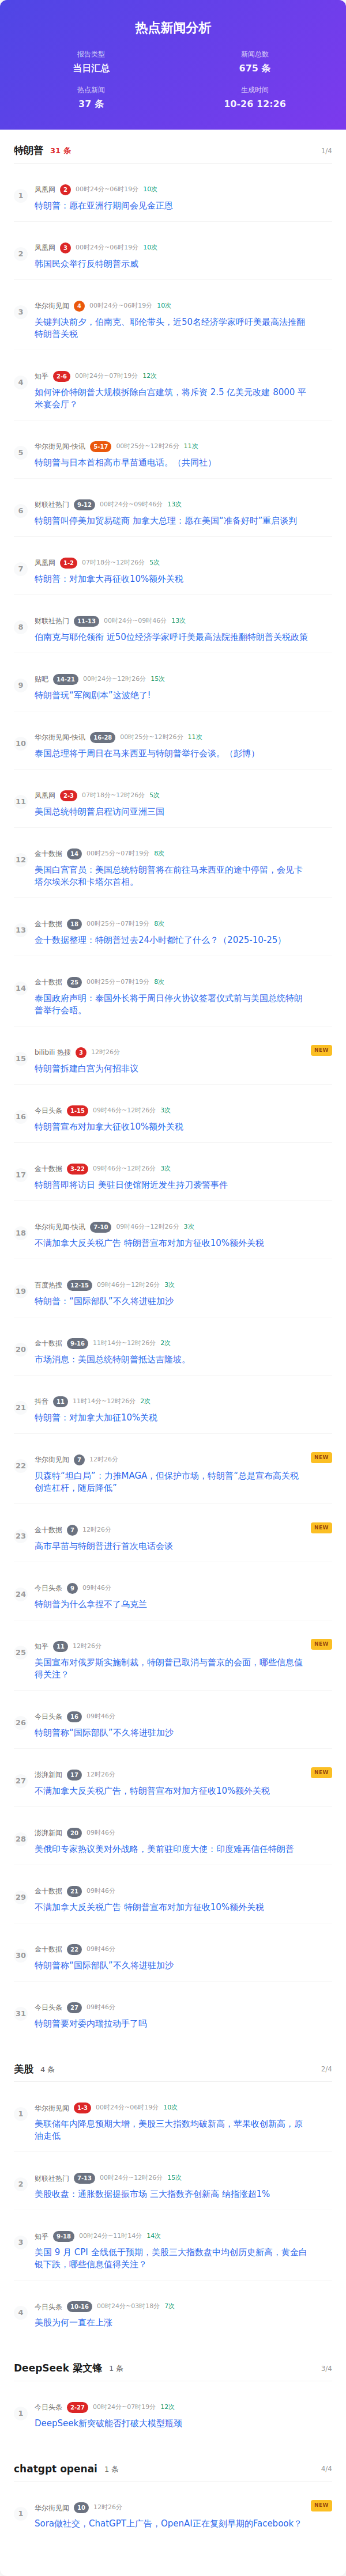 热点新闻分析
报告类型
新闻总数
当日汇总
675 条
热点新闻
生成时间
37 条
10-26 12:26
特朗普 31 条 1/4
1 凤凰网 2 00时24分~06时19分 10次
特朗普：愿在亚洲行期间会见金正恩
2 凤凰网 3 00时24分~06时19分 10次
韩国民众举行反特朗普示威
3 华尔街见闻 4 00时24分~06时19分 10次
关键判决前夕，伯南克、耶伦带头，近50名经济学家呼吁美最高法推翻
特朗普关税
4 知乎 2-6 00时24分~07时19分 12次
如何评价特朗普大规模拆除白宫建筑，将斥资 2.5 亿美元改建 8000 平
米宴会厅？
5 华尔街见闻-快讯 5-17 00时25分~12时26分 11次
特朗普与日本首相高市早苗通电话。（共同社）
6 财联社热门 9-12 00时24分~09时46分 13次
特朗普叫停美加贸易磋商 加拿大总理：愿在美国“准备好时”重启谈判
7 凤凰网 1-2 07时18分~12时26分 5次
特朗普：对加拿大再征收10%额外关税
8 财联社热门 11-13 00时24分~09时46分 13次
伯南克与耶伦领衔 近50位经济学家呼吁美最高法院推翻特朗普关税政策
9 贴吧 14-21 00时24分~12时26分 15次
特朗普玩“军阀剧本”这波绝了!
10 华尔街见闻-快讯 16-28 00时25分~12时26分 11次
泰国总理将于周日在马来西亚与特朗普举行会谈。（彭博）
11 凤凰网 2-3 07时18分~12时26分 5次
美国总统特朗普启程访问亚洲三国
12 金十数据 14 00时25分~07时19分 8次
美国白宫官员：美国总统特朗普将在前往马来西亚的途中停留，会见卡
塔尔埃米尔和卡塔尔首相。
13 金十数据 18 00时25分~07时19分 8次
金十数据整理：特朗普过去24小时都忙了什么？（2025-10-25）
14 金十数据 25 00时25分~07时19分 8次
泰国政府声明：泰国外长将于周日停火协议签署仪式前与美国总统特朗
普举行会晤。
15 bilibili 热搜 3 12时26分 NEW
特朗普拆建白宫为何招非议
16 今日头条 1-15 09时46分~12时26分 3次
特朗普宣布对加拿大征收10%额外关税
17 金十数据 3-22 09时46分~12时26分 3次
特朗普即将访日 美驻日使馆附近发生持刀袭警事件
18 华尔街见闻-快讯 7-10 09时46分~12时26分 3次
不满加拿大反关税广告 特朗普宣布对加方征收10%额外关税
19 百度热搜 12-15 09时46分~12时26分 3次
特朗普：“国际部队”不久将进驻加沙
20 金十数据 9-16 11时14分~12时26分 2次
市场消息：美国总统特朗普抵达吉隆坡。
21 抖音 11 11时14分~12时26分 2次
特朗普：对加拿大加征10%关税
22 华尔街见闻 7 12时26分 NEW
贝森特“坦白局”：力推MAGA，但保护市场，特朗普“总是宣布高关税
创造杠杆，随后降低”
23 金十数据 7 12时26分 NEW
高市早苗与特朗普进行首次电话会谈
24 今日头条 9 09时46分
特朗普为什么拿捏不了乌克兰
25 知乎 11 12时26分 NEW
美国宣布对俄罗斯实施制裁，特朗普已取消与普京的会面，哪些信息值
得关注？
26 今日头条 16 09时46分
特朗普称“国际部队”不久将进驻加沙
27 澎湃新闻 17 12时26分 NEW
不满加拿大反关税广告，特朗普宣布对加方征收10%额外关税
28 澎湃新闻 20 09时46分
美俄印专家热议美对外战略，美前驻印度大使：印度难再信任特朗普
29 金十数据 21 09时46分
不满加拿大反关税广告 特朗普宣布对加方征收10%额外关税
30 金十数据 22 09时46分
特朗普称“国际部队”不久将进驻加沙
31 今日头条 27 09时46分
特朗普要对委内瑞拉动手了吗
美股 4 条 2/4
1 华尔街见闻 1-3 00时24分~06时19分 10次
美联储年内降息预期大增，美股三大指数均破新高，苹果收创新高，原
油走低
2 财联社热门 7-13 00时24分~12时26分 15次
美股收盘：通胀数据提振市场 三大指数齐创新高 纳指涨超1%
3 知乎 9-18 00时24分~11时14分 14次
美国 9 月 CPI 全线低于预期，美股三大指数盘中均创历史新高，黄金白
银下跌，哪些信息值得关注？
4 今日头条 10-16 00时24分~03时18分 7次
美股为何一直在上涨
DeepSeek 梁文锋 1 条 3/4
1 今日头条 2-27 00时24分~07时19分 12次
DeepSeek新突破能否打破大模型瓶颈
chatgpt openai 1 条 4/4
1 华尔街见闻 10 12时26分 NEW
Sora做社交，ChatGPT上广告，OpenAI正在复刻早期的Facebook？